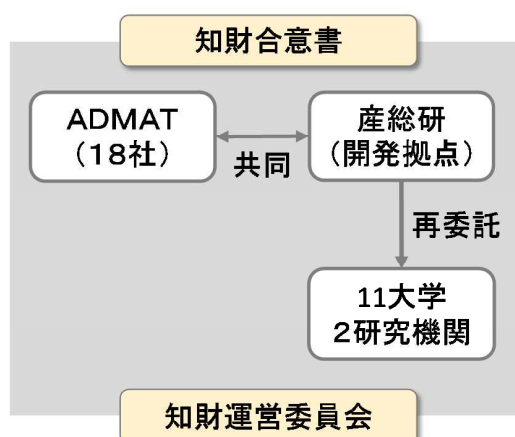 知財合意書
ADMAT
（18社）
共同
産総研
（開発拠点）
再委託
11大学
２研究機関
知財運営委員会